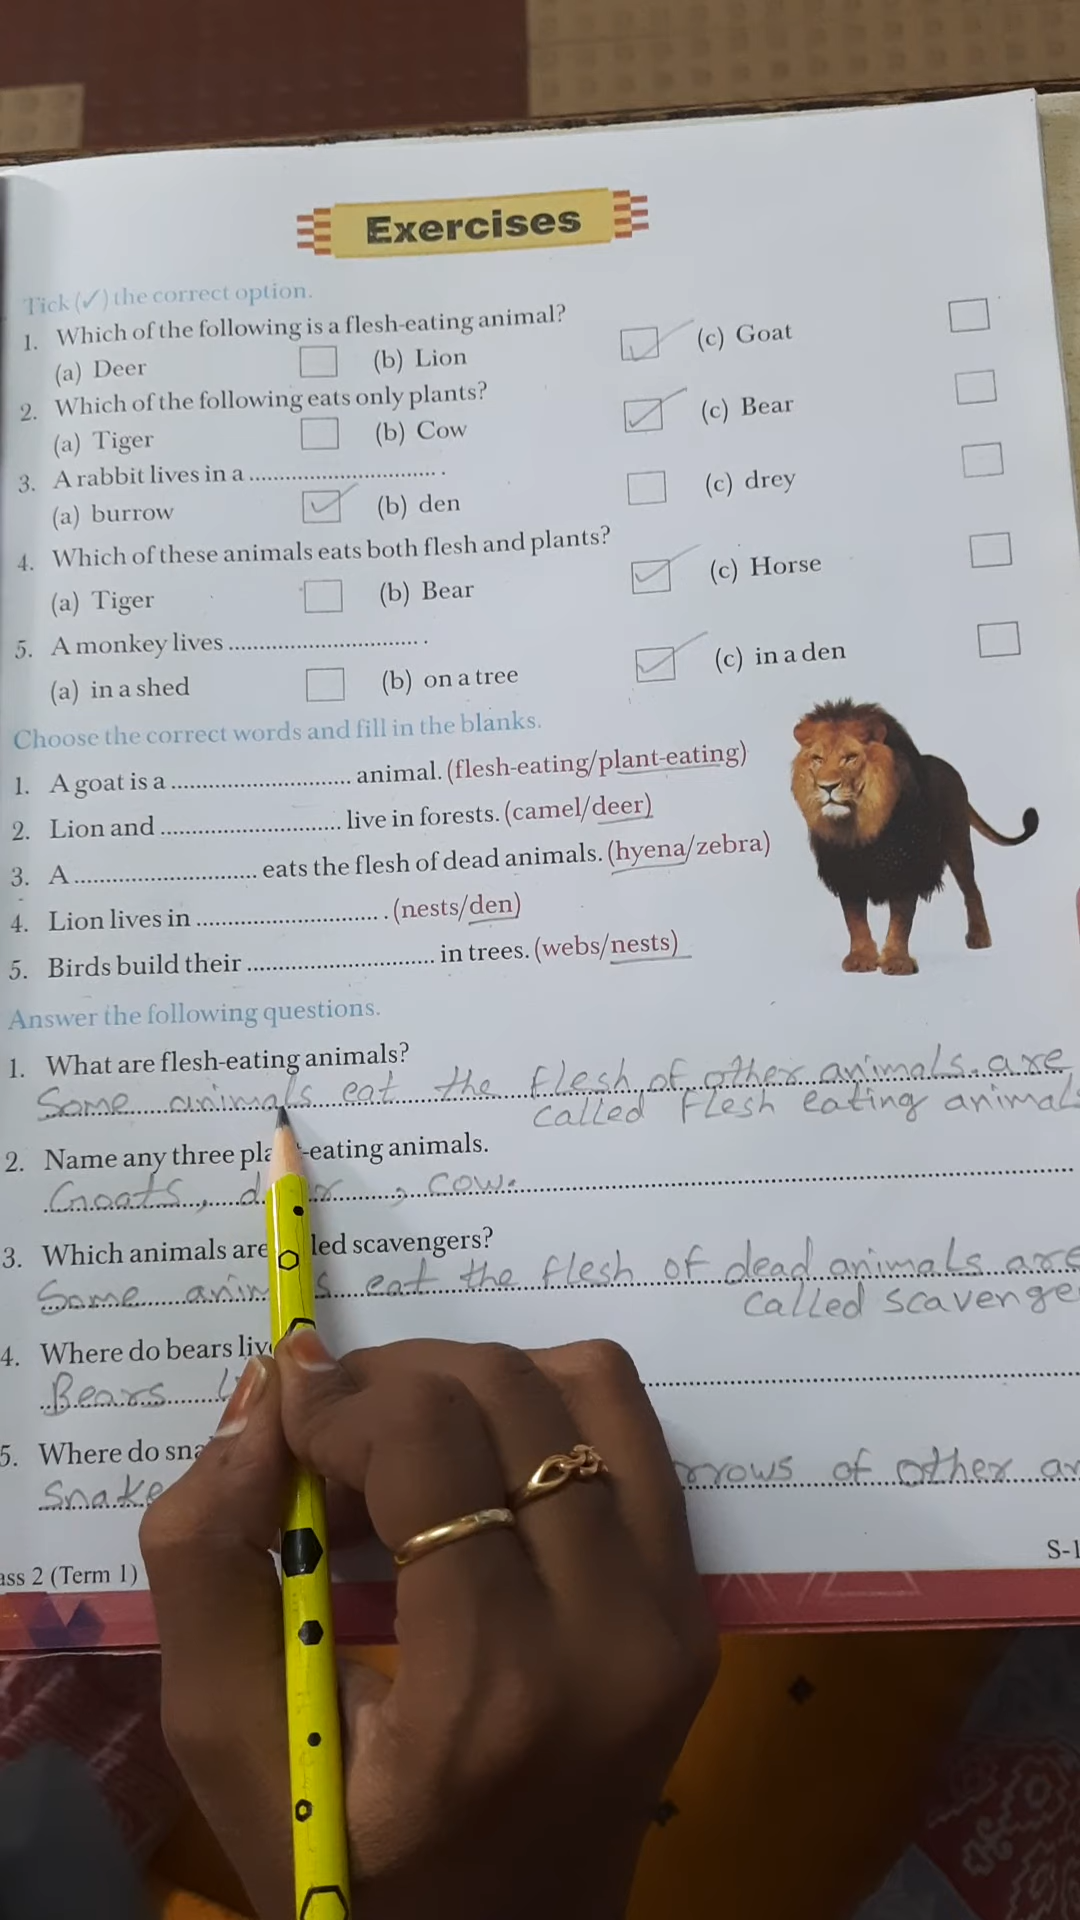 Exercises
Tick (✓) the correct option.
1. Which of the following is a flesh-eating animal?
(a) Deer (b) Lion (c) Goat
2. Which of the following eats only plants?
(a) Tiger (b) Cow (c) Bear
3. A rabbit lives in a ................................ .
(a) burrow (b) den (c) drey
4. Which of these animals eats both flesh and plants?
(a) Tiger (b) Bear (c) Horse
5. A monkey lives ................................ .
(a) in a shed (b) on a tree (c) in a den
Choose the correct words and fill in the blanks.
1. A goat is a ............................... animal. (flesh-eating/plant-eating)
2. Lion and ............................... live in forests. (camel/deer)
3. A ............................... eats the flesh of dead animals. (hyena/zebra)
4. Lion lives in ............................... . (nests/den)
5. Birds build their ............................... in trees. (webs/nests)
Answer the following questions.
1. What are flesh-eating animals?
Some animals eat the flesh of other animals. are
called flesh eating animals
2. Name any three -eating animals.
Goats, , cow.
3. Which animals are scavengers?
Some eat the flesh of dead animals are
called scavenge
4. Where do bears
Bears
5. Where do
Snake of other
2 (Term 1)
S-1